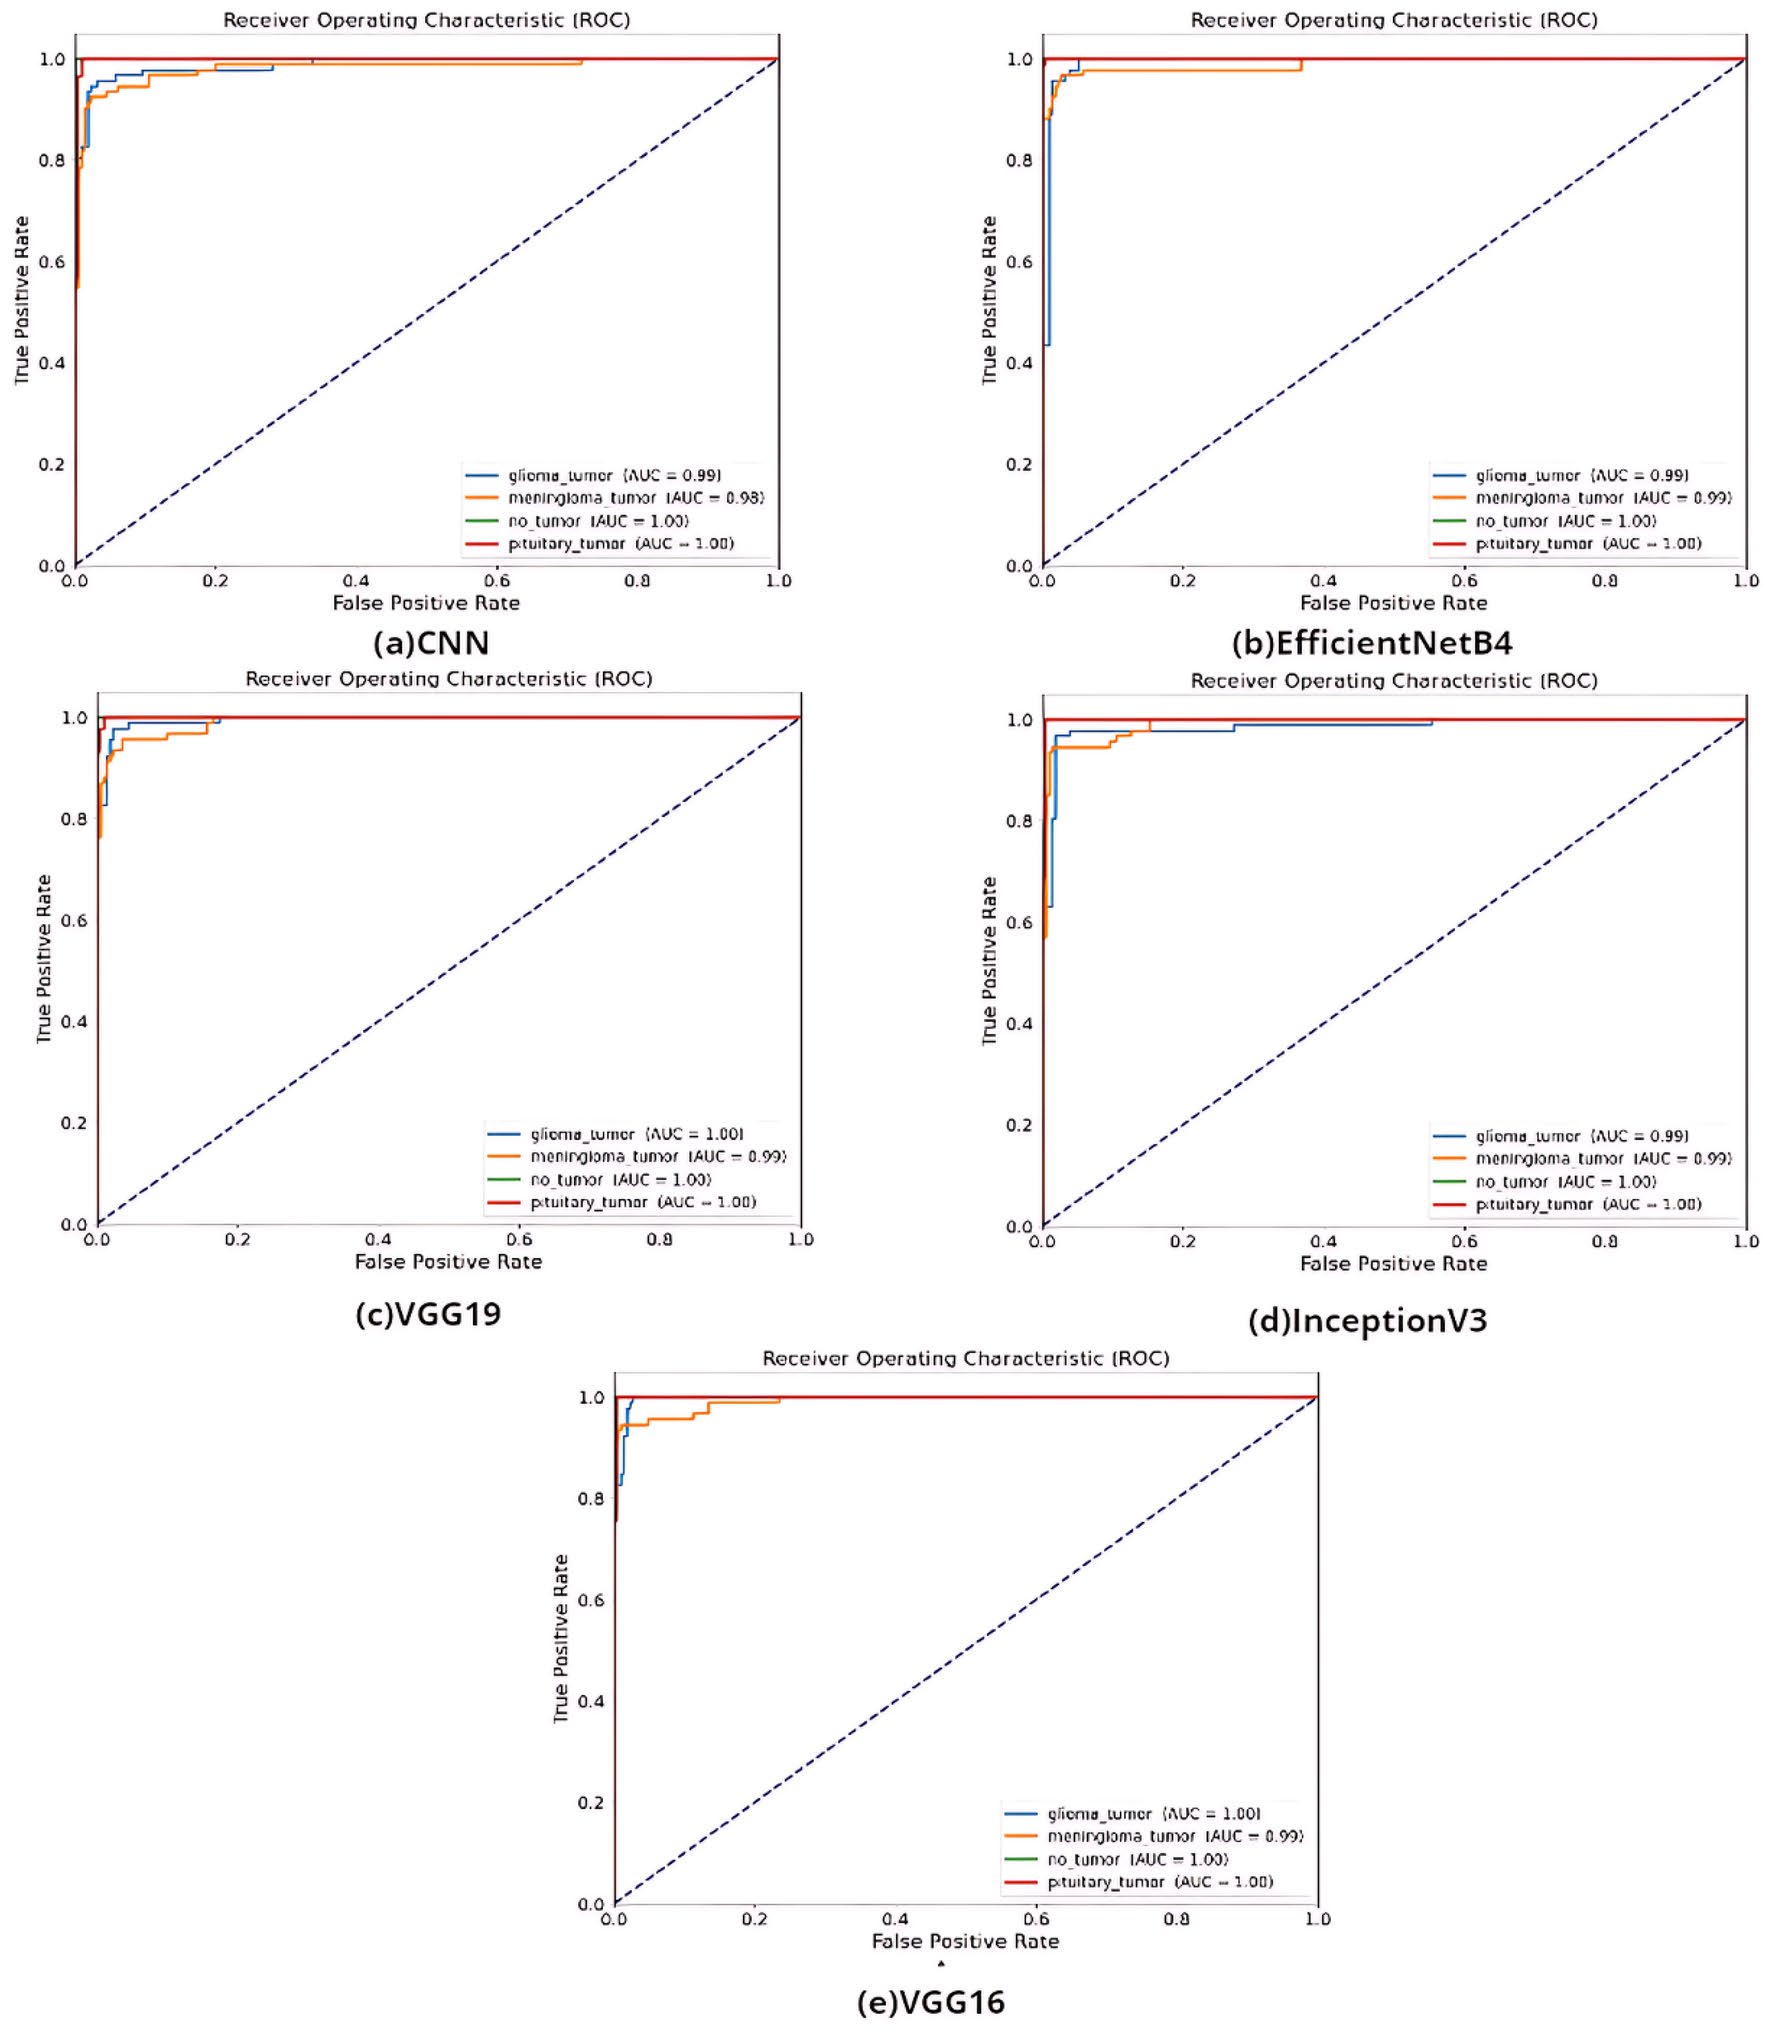 Receiver Operating Characteristic (ROC)
True Positive Rate
1.0
0.8
0.6
0.4
0.2
0.0
glioma_tumor (AUC = 0.99)
meningioma_tumor (AUC = 0.98)
no_tumor (AUC = 1.00)
pituitary_tumor (AUC = 1.00)
0.0 0.2 0.4 0.6 0.8 1.0
False Positive Rate
(a)CNN
Receiver Operating Characteristic (ROC)
True Positive Rate
1.0
0.8
0.6
0.4
0.2
0.0
glioma_tumor (AUC = 0.99)
meningioma_tumor (AUC = 0.99)
no_tumor (AUC = 1.00)
pituitary_tumor (AUC = 1.00)
0.0 0.2 0.4 0.6 0.8 1.0
False Positive Rate
(b)EfficientNetB4
Receiver Operating Characteristic (ROC)
True Positive Rate
1.0
0.8
0.6
0.4
0.2
0.0
glioma_tumor (AUC = 1.00)
meningioma_tumor (AUC = 0.99)
no_tumor (AUC = 1.00)
pituitary_tumor (AUC = 1.00)
0.0 0.2 0.4 0.6 0.8 1.0
False Positive Rate
(c)VGG19
Receiver Operating Characteristic (ROC)
True Positive Rate
1.0
0.8
0.6
0.4
0.2
0.0
glioma_tumor (AUC = 0.99)
meningioma_tumor (AUC = 0.99)
no_tumor (AUC = 1.00)
pituitary_tumor (AUC = 1.00)
0.0 0.2 0.4 0.6 0.8 1.0
False Positive Rate
(d)InceptionV3
Receiver Operating Characteristic (ROC)
True Positive Rate
1.0
0.8
0.6
0.4
0.2
0.0
glioma_tumor (AUC = 1.00)
meningioma_tumor (AUC = 0.99)
no_tumor (AUC = 1.00)
pituitary_tumor (AUC = 1.00)
0.0 0.2 0.4 0.6 0.8 1.0
False Positive Rate
(e)VGG16